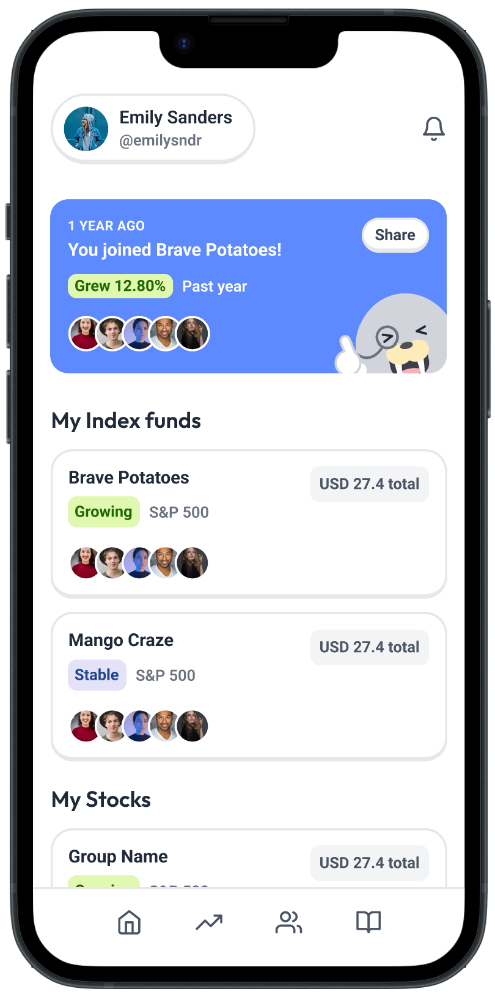 Emily Sanders
@emilysndr
1 YEAR AGO
Share
You joined Brave Potatoes!
Grew 12.80% Past year
My Index funds
Brave Potatoes
USD 27.4 total
Growing S&P 500
Mango Craze
USD 27.4 total
Stable S&P 500
My Stocks
Group Name
USD 27.4 total